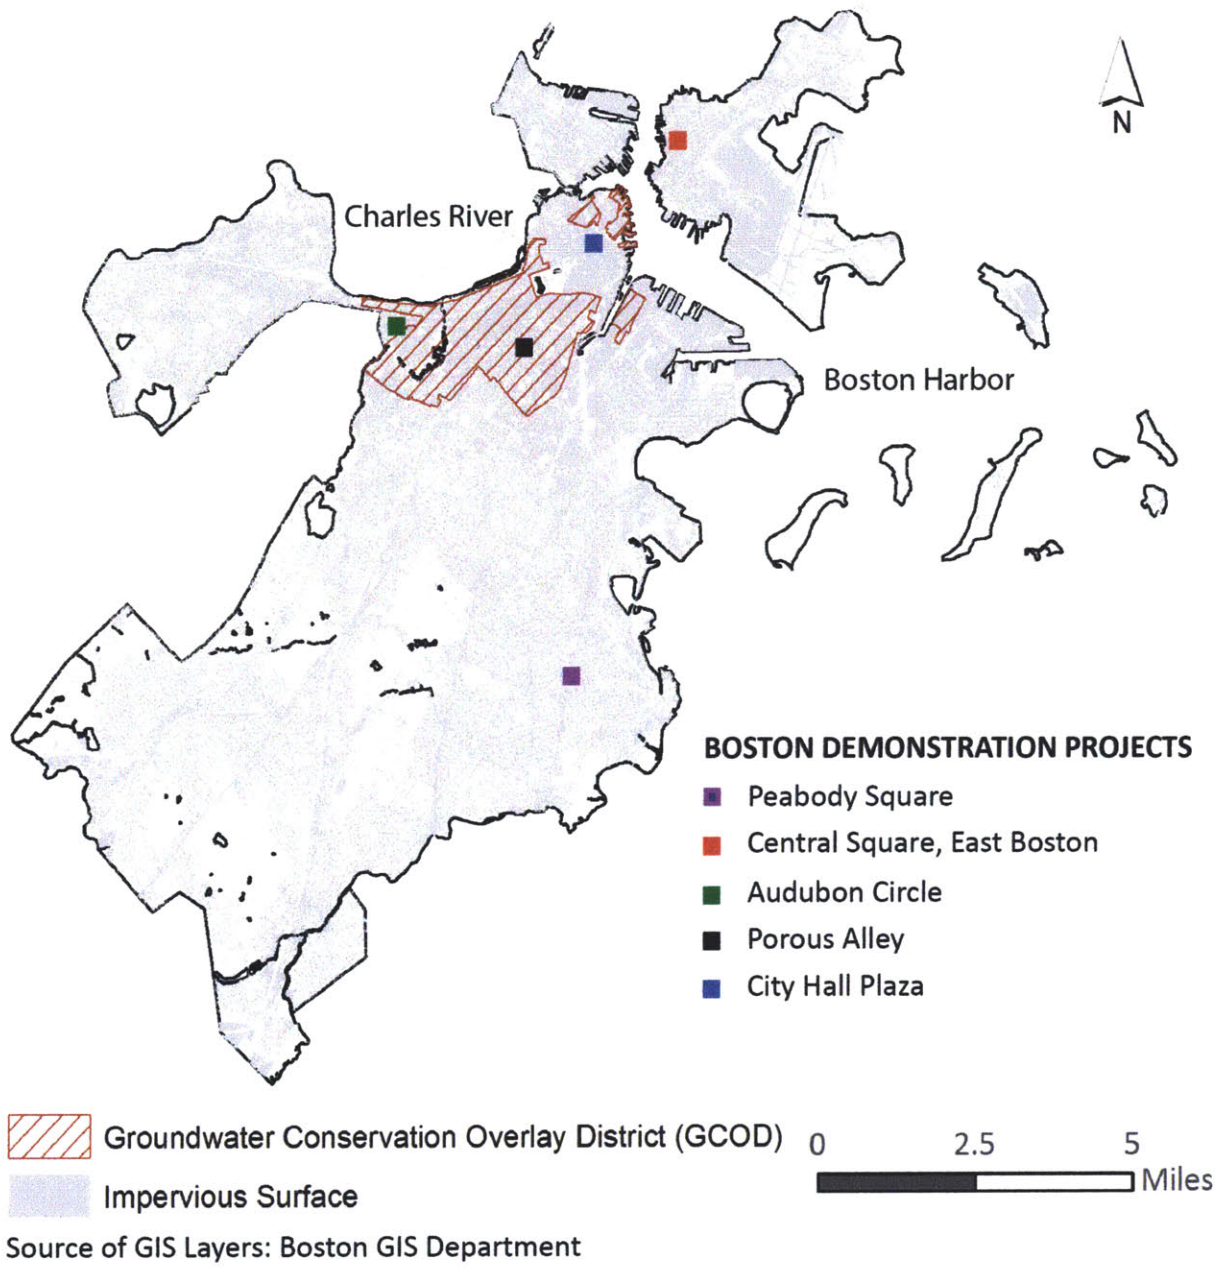 N
Charles River
Boston Harbor
BOSTON DEMONSTRATION PROJECTS
Peabody Square
Central Square, East Boston
Audubon Circle
Porous Alley
City Hall Plaza
Groundwater Conservation Overlay District (GCOD)
Impervious Surface
0 2.5 5
Miles
Source of GIS Layers: Boston GIS Department